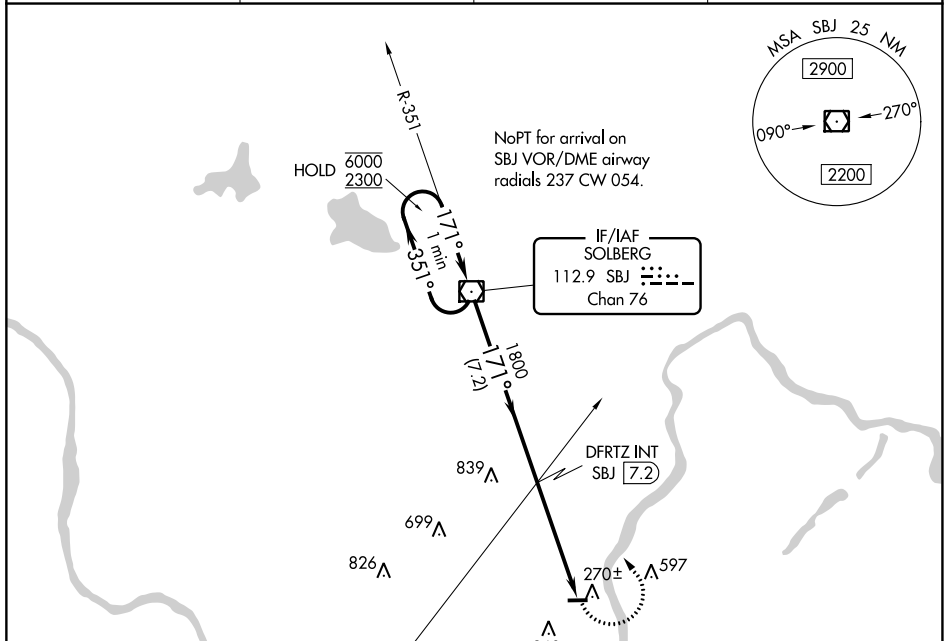 MSA SBJ 25 NM
2900
090°
270°
2200
R-351
NoPT for arrival on
SBJ VOR/DME airway
radials 237 CW 054.
HOLD 6000
2300
171°
1 min
351°
IF/IAF
SOLBERG
112.9 SBJ
Chan 76
1800
171°
(7.2)
DFRTZ INT
SBJ 7.2
839
699
826
270±
597